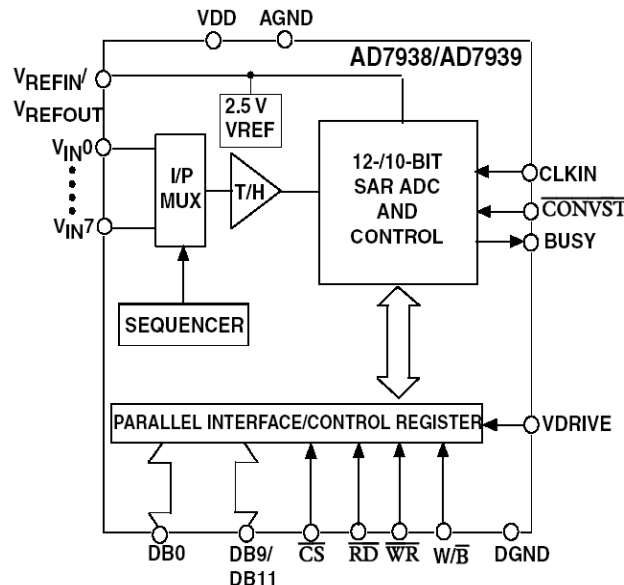 VDD
AGND
AD7938/AD7939
VREFIN/
VREFOUT
2.5 V
VREF
VIN0
VIN7
I/P
MUX
T/H
12-/10-BIT
SAR ADC
AND
CONTROL
CLKIN
CONVST
BUSY
SEQUENCER
PARALLEL INTERFACE/CONTROL REGISTER
VDRIVE
DB0
DB9/
DB11
CS
RD
WR
W/B
DGND